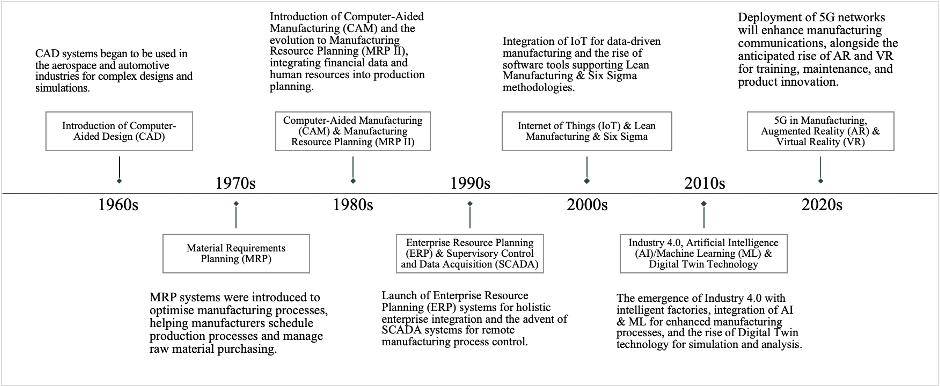 CAD systems began to be used in
the aerospace and automotive
industries for complex designs and
simulations.
Introduction of Computer-Aided
Manufacturing (CAM) and the
evolution to Manufacturing
Resource Planning (MRP II),
integrating financial data and
human resources into production
planning.
Integration of IoT for data-driven
manufacturing and the rise of
software tools supporting Lean
Manufacturing & Six Sigma
methodologies.
Deployment of 5G networks
will enhance manufacturing
communications, alongside the
anticipated rise of AR and VR
for training, maintenance, and
product innovation.
Introduction of Computer-
Aided Design (CAD)
Computer-Aided Manufacturing
(CAM) & Manufacturing
Resource Planning (MRP II)
Internet of Things (IoT) & Lean
Manufacturing & Six Sigma
5G in Manufacturing,
Augmented Reality (AR) &
Virtual Reality (VR)
1970s
1990s
2010s
1960s
1980s
2000s
2020s
Material Requirements
Planning (MRP)
Enterprise Resource Planning
(ERP) & Supervisory Control
and Data Acquisition (SCADA)
Industry 4.0, Artificial Intelligence
(AI)/Machine Learning (ML) &
Digital Twin Technology
MRP systems were introduced to
optimise manufacturing processes,
helping manufacturers schedule
production processes and manage
raw material purchasing.
Launch of Enterprise Resource
Planning (ERP) systems for holistic
enterprise integration and the advent of
SCADA systems for remote
manufacturing process control.
The emergence of Industry 4.0 with
intelligent factories, integration of AI
& ML for enhanced manufacturing
processes, and the rise of Digital Twin
technology for simulation and analysis.